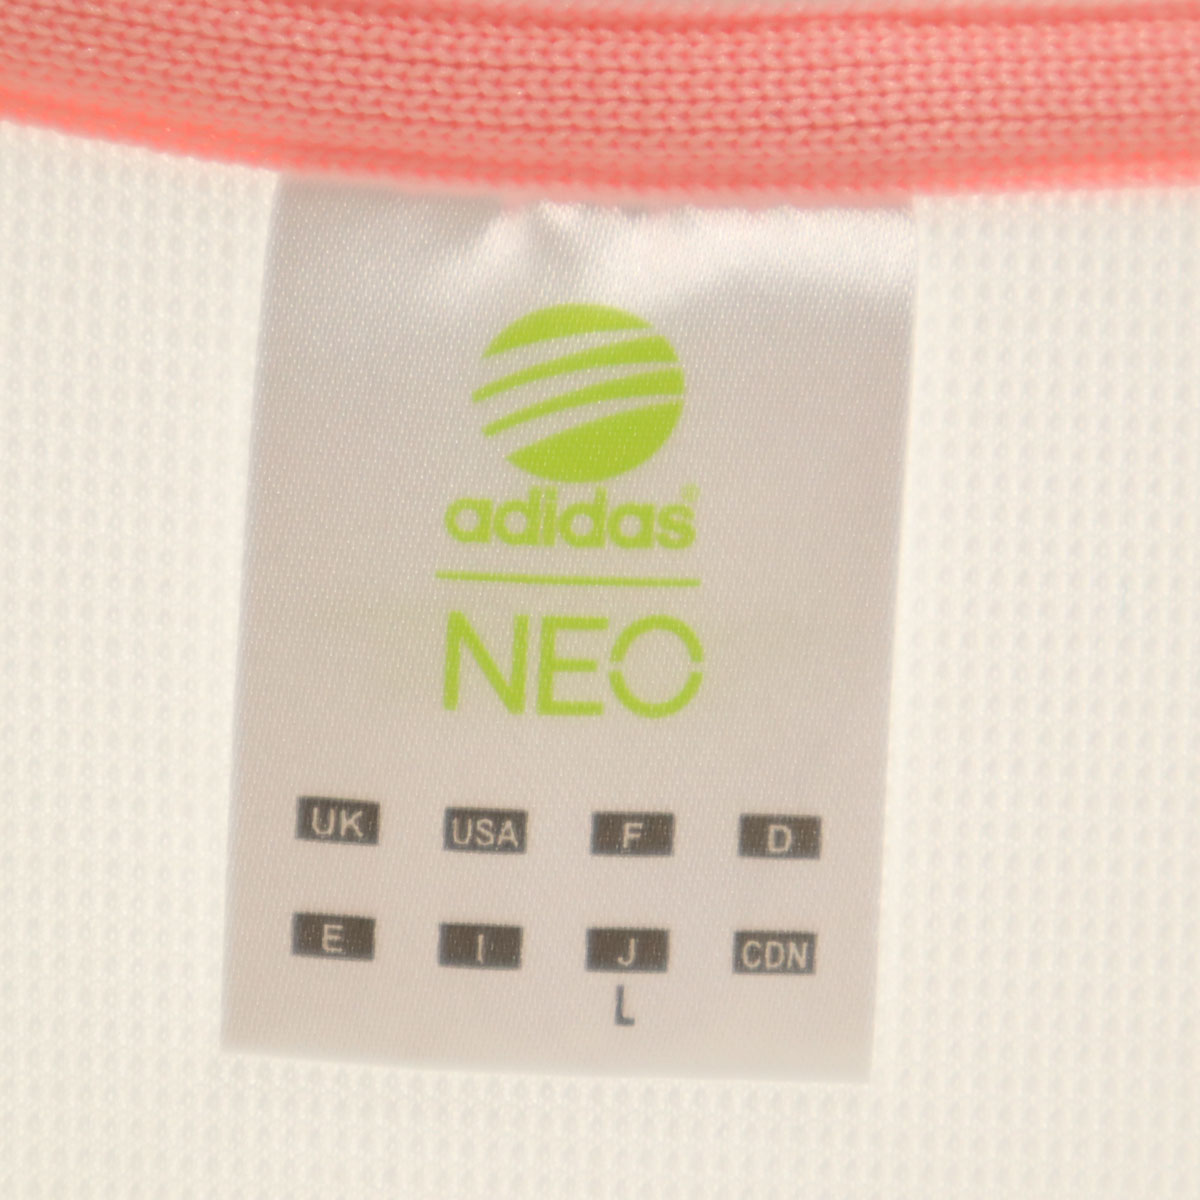 adidas®
NEO
UK USA F D
E I J CDN
L